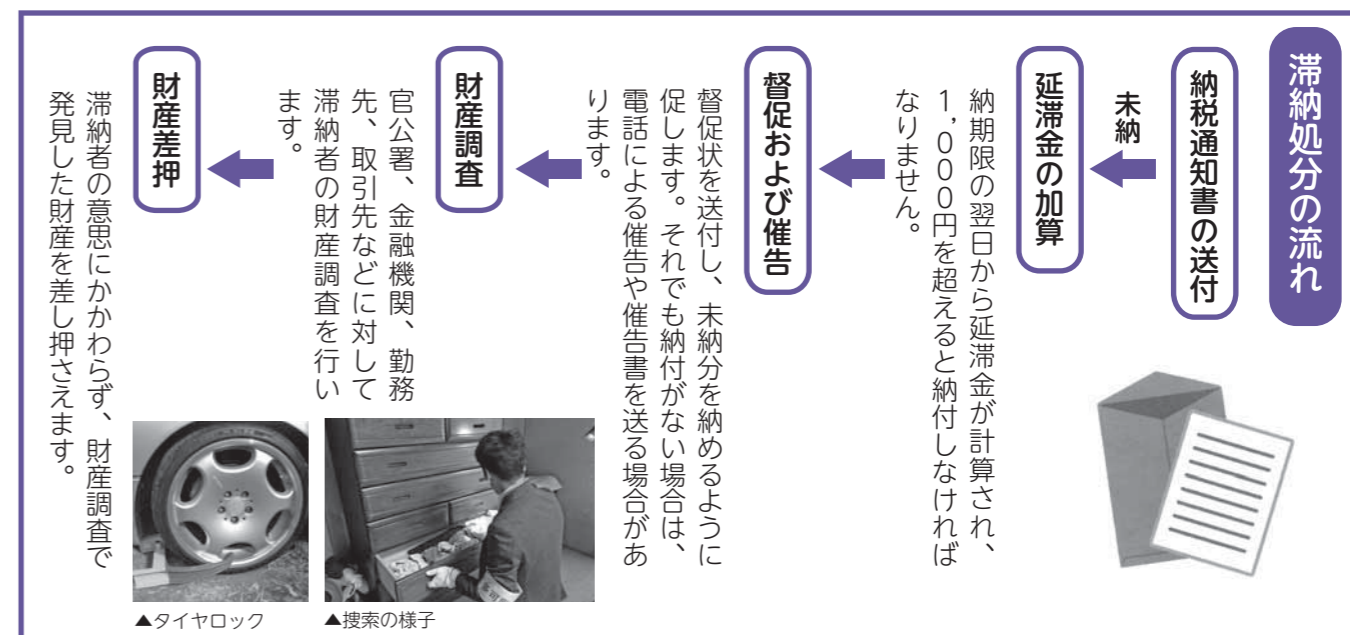 滞納処分の流れ
納税通知書の送付
未納
延滞金の加算
納期限の翌日から延滞金が計算され、
1,000円を超えると納付しなければ
なりません。
督促および催告
督促状を送付し、未納分を納めるように
促します。それでも納付がない場合は、
電話による催告や催告書を送る場合があ
ります。
財産調査
官公署、金融機関、勤務
先、取引先などに対して
滞納者の財産調査を行い
ます。
財産差押
滞納者の意思にかかわらず、財産調査で
発見した財産を差し押さえます。
▲捜索の様子
▲タイヤロック